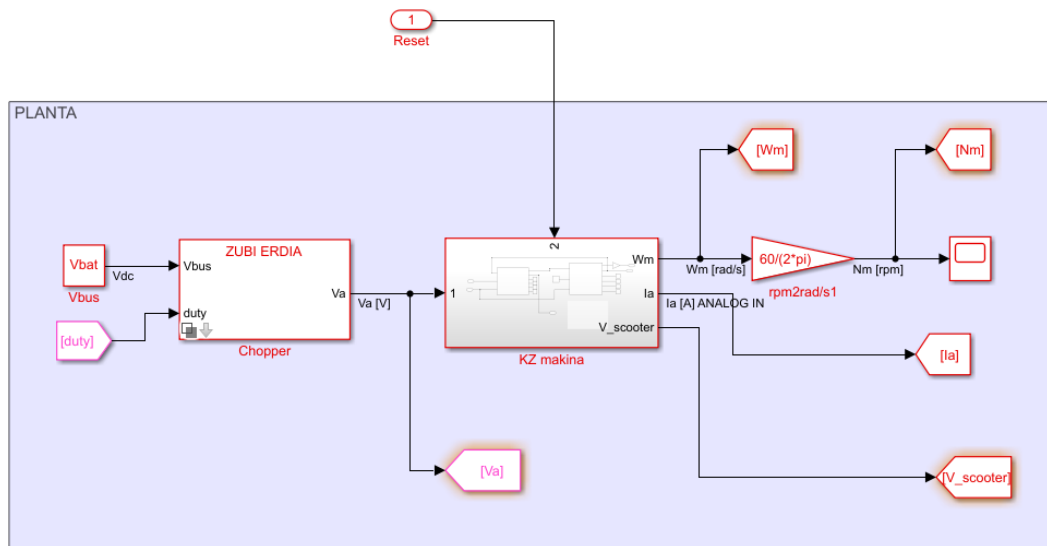 1
Reset
PLANTA
[Wm]
[Nm]
Vbat
Vdc
Vbus
ZUBI ERDIA
Vbus
duty
Va
Va [V]
Chopper
[duty]
2
1
Wm
Ia
V_scooter
KZ makina
Wm [rad/s]
60/(2*pi)
rpm2rad/s1
Nm [rpm]
Ia [A] ANALOG IN
[Ia]
[Va]
[V_scooter]